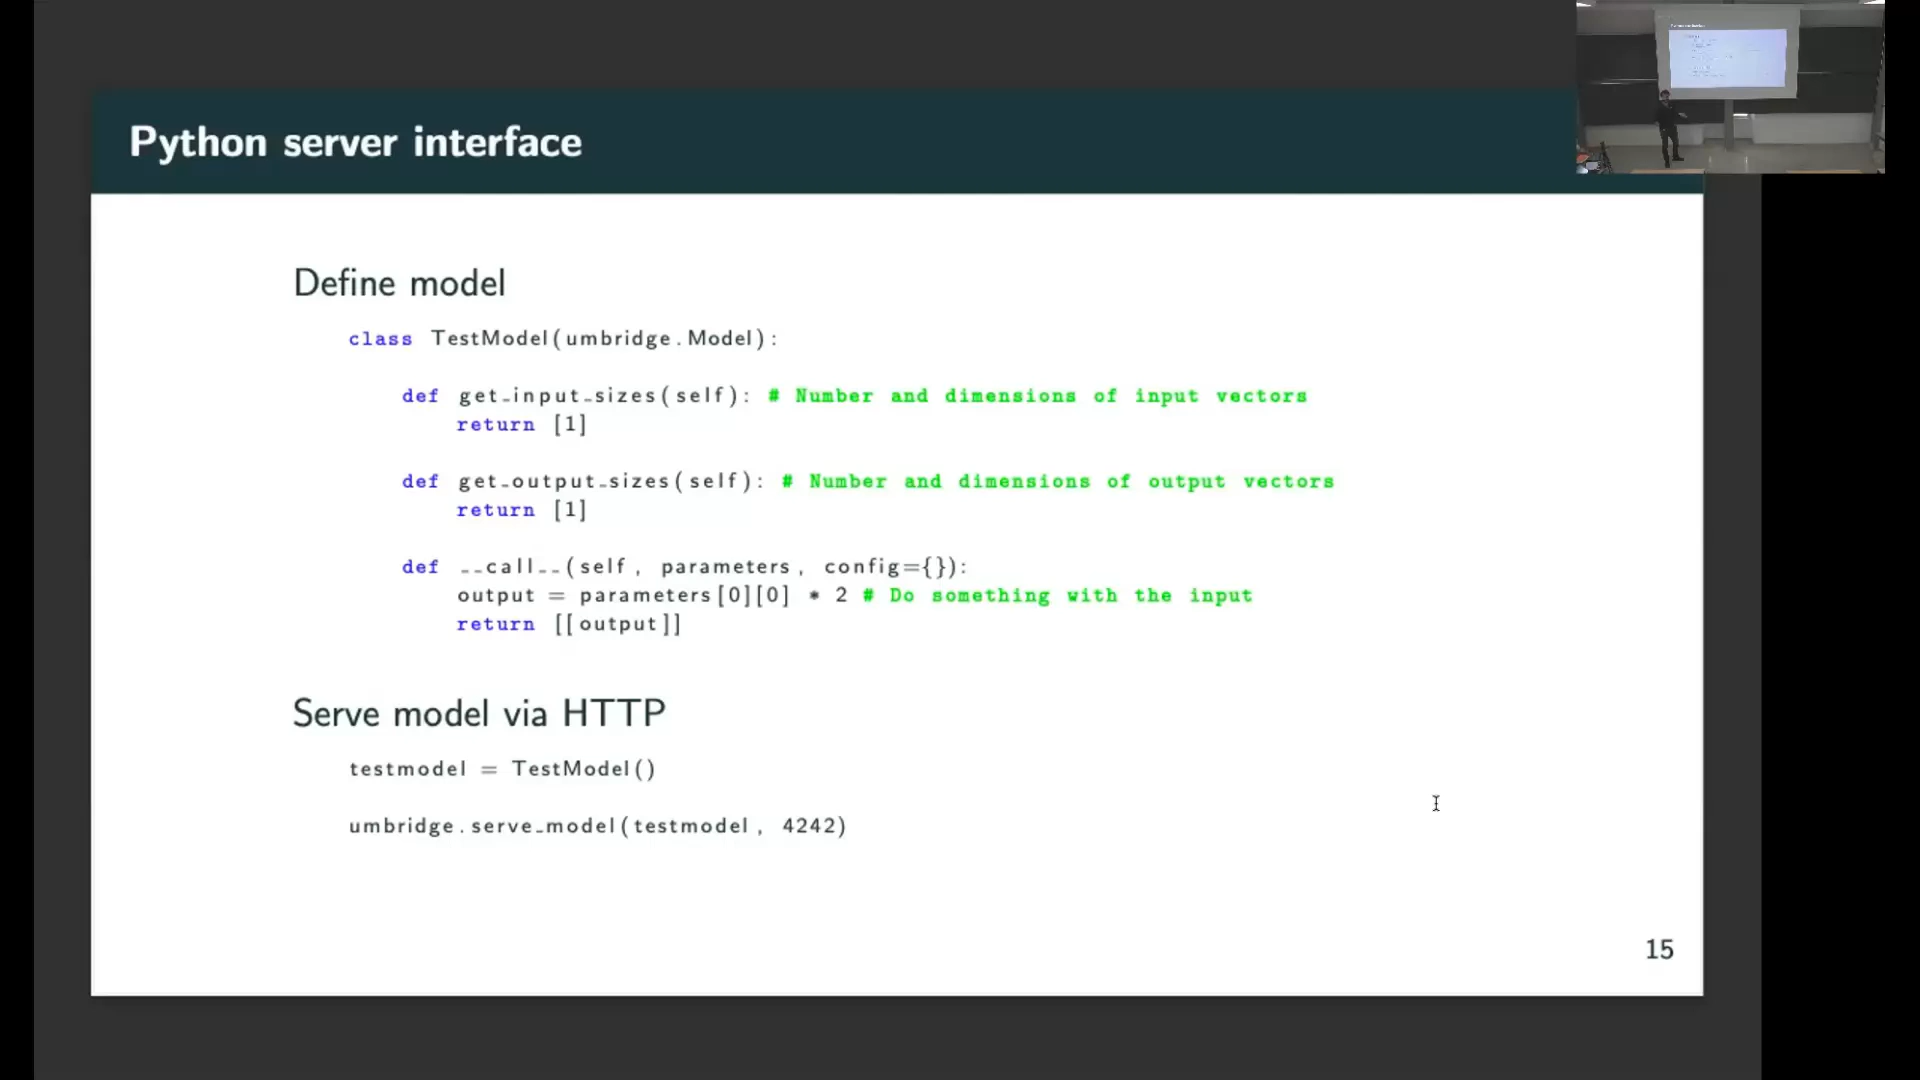 Python server interface
Define model
class TestModel(umbridge.Model):
def get_input_sizes(self): # Number and dimensions of input vectors
return [1]
def get_output_sizes(self): # Number and dimensions of output vectors
return [1]
def __call__(self, parameters, config={}):
output = parameters[0][0] * 2 # Do something with the input
return [[output]]
Serve model via HTTP
testmodel = TestModel()
umbridge.serve_model(testmodel, 4242)
15